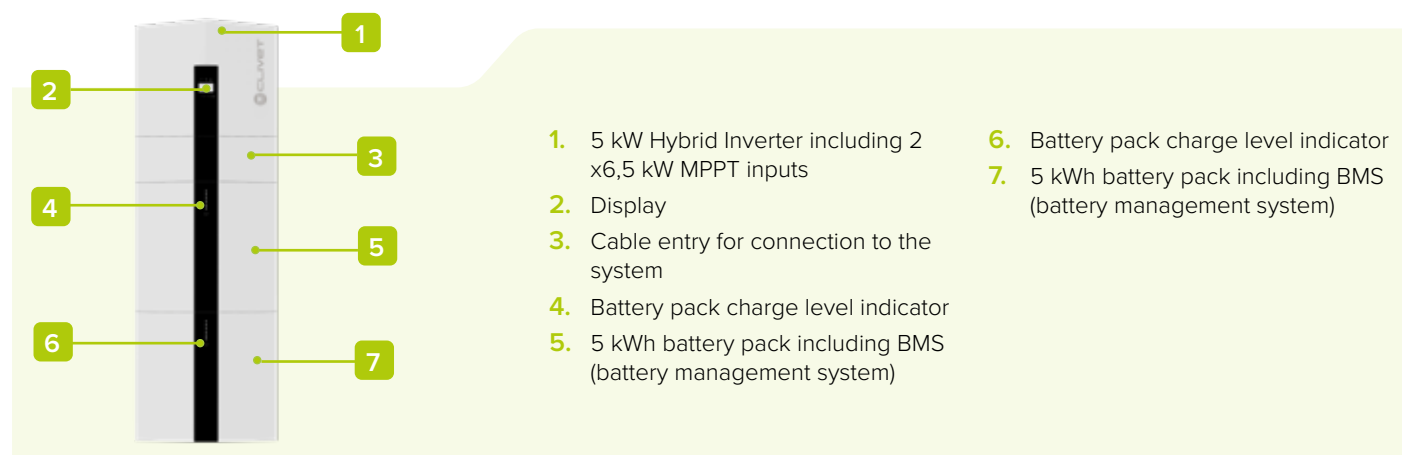 1
CLIVET
2
3
4
5
6
7
1. 5 kW Hybrid Inverter including 2
x6,5 kW MPPT inputs
2. Display
3. Cable entry for connection to the
system
4. Battery pack charge level indicator
5. 5 kWh battery pack including BMS
(battery management system)
6. Battery pack charge level indicator
7. 5 kWh battery pack including BMS
(battery management system)